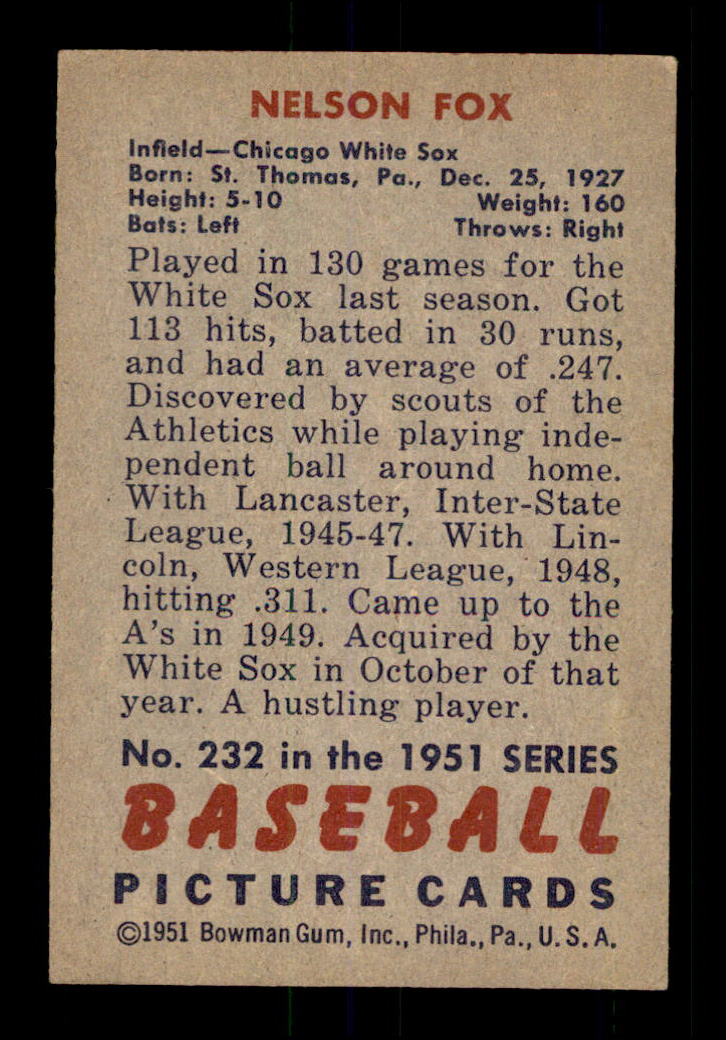 NELSON FOX
Infield—Chicago White Sox
Born: St. Thomas, Pa., Dec. 25, 1927
Height: 5-10 Weight: 160
Bats: Left Throws: Right
Played in 130 games for the
White Sox last season. Got
113 hits, batted in 30 runs,
and had an average of .247.
Discovered by scouts of the
Athletics while playing inde-
pendent ball around home.
With Lancaster, Inter-State
League, 1945-47. With Lin-
coln, Western League, 1948,
hitting .311. Came up to the
A's in 1949. Acquired by the
White Sox in October of that
year. A hustling player.
No. 232 in the 1951 SERIES
BASEBALL
PICTURE CARDS
©1951 Bowman Gum, Inc., Phila., Pa., U. S. A.